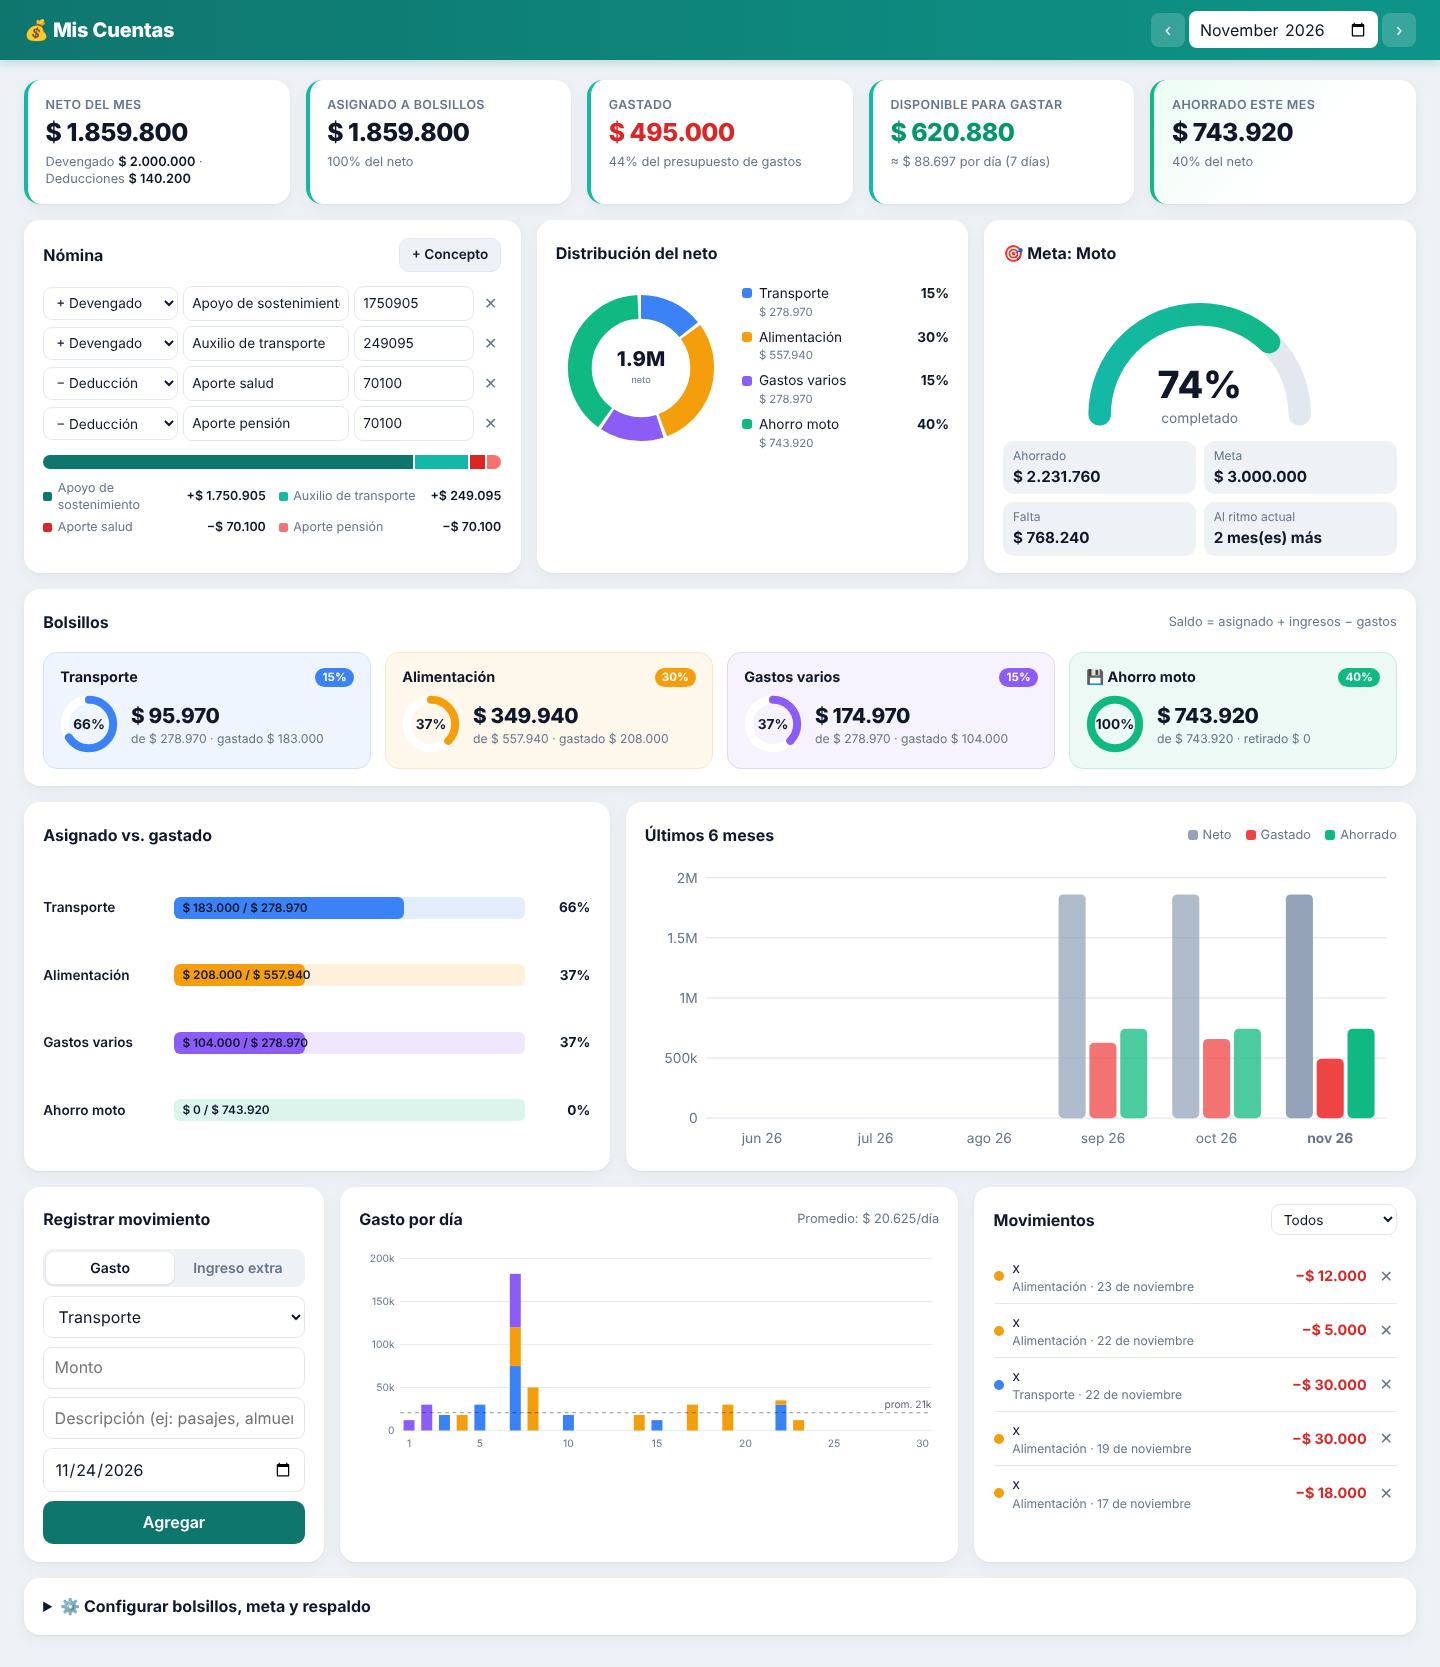 💰 Mis Cuentas
‹
November 2026
›
NETO DEL MES
$ 1.859.800
Devengado $ 2.000.000 ·
Deducciones $ 140.200
ASIGNADO A BOLSILLOS
$ 1.859.800
100% del neto
GASTADO
$ 495.000
44% del presupuesto de gastos
DISPONIBLE PARA GASTAR
$ 620.880
≈ $ 88.697 por día (7 días)
AHORRADO ESTE MES
$ 743.920
40% del neto
Nómina
+ Concepto
+ Devengado
Apoyo de sostenimient
1750905
✕
+ Devengado
Auxilio de transporte
249095
✕
− Deducción
Aporte salud
70100
✕
− Deducción
Aporte pensión
70100
✕
Apoyo de
sostenimiento
+$ 1.750.905
Auxilio de transporte
+$ 249.095
Aporte salud
−$ 70.100
Aporte pensión
−$ 70.100
Distribución del neto
1.9M
neto
Transporte
15%
$ 278.970
Alimentación
30%
$ 557.940
Gastos varios
15%
$ 278.970
Ahorro moto
40%
$ 743.920
🎯 Meta: Moto
74%
completado
Ahorrado
$ 2.231.760
Meta
$ 3.000.000
Falta
$ 768.240
Al ritmo actual
2 mes(es) más
Bolsillos
Saldo = asignado + ingresos − gastos
Transporte
15%
66%
$ 95.970
de $ 278.970 · gastado $ 183.000
Alimentación
30%
37%
$ 349.940
de $ 557.940 · gastado $ 208.000
Gastos varios
15%
37%
$ 174.970
de $ 278.970 · gastado $ 104.000
💾 Ahorro moto
40%
100%
$ 743.920
de $ 743.920 · retirado $ 0
Asignado vs. gastado
Transporte
$ 183.000 / $ 278.970
66%
Alimentación
$ 208.000 / $ 557.940
37%
Gastos varios
$ 104.000 / $ 278.970
37%
Ahorro moto
$ 0 / $ 743.920
0%
Últimos 6 meses
Neto
Gastado
Ahorrado
2M
1.5M
1M
500k
0
jun 26
jul 26
ago 26
sep 26
oct 26
nov 26
Registrar movimiento
Gasto
Ingreso extra
Transporte
Monto
Descripción (ej: pasajes, almuer
11/24/2026
Agregar
Gasto por día
Promedio: $ 20.625/día
200k
150k
100k
50k
0
prom. 21k
1
5
10
15
20
25
30
Movimientos
Todos
x
Alimentación · 23 de noviembre
−$ 12.000
✕
x
Alimentación · 22 de noviembre
−$ 5.000
✕
x
Transporte · 22 de noviembre
−$ 30.000
✕
x
Alimentación · 19 de noviembre
−$ 30.000
✕
x
Alimentación · 17 de noviembre
−$ 18.000
✕
▶ ⚙️ Configurar bolsillos, meta y respaldo